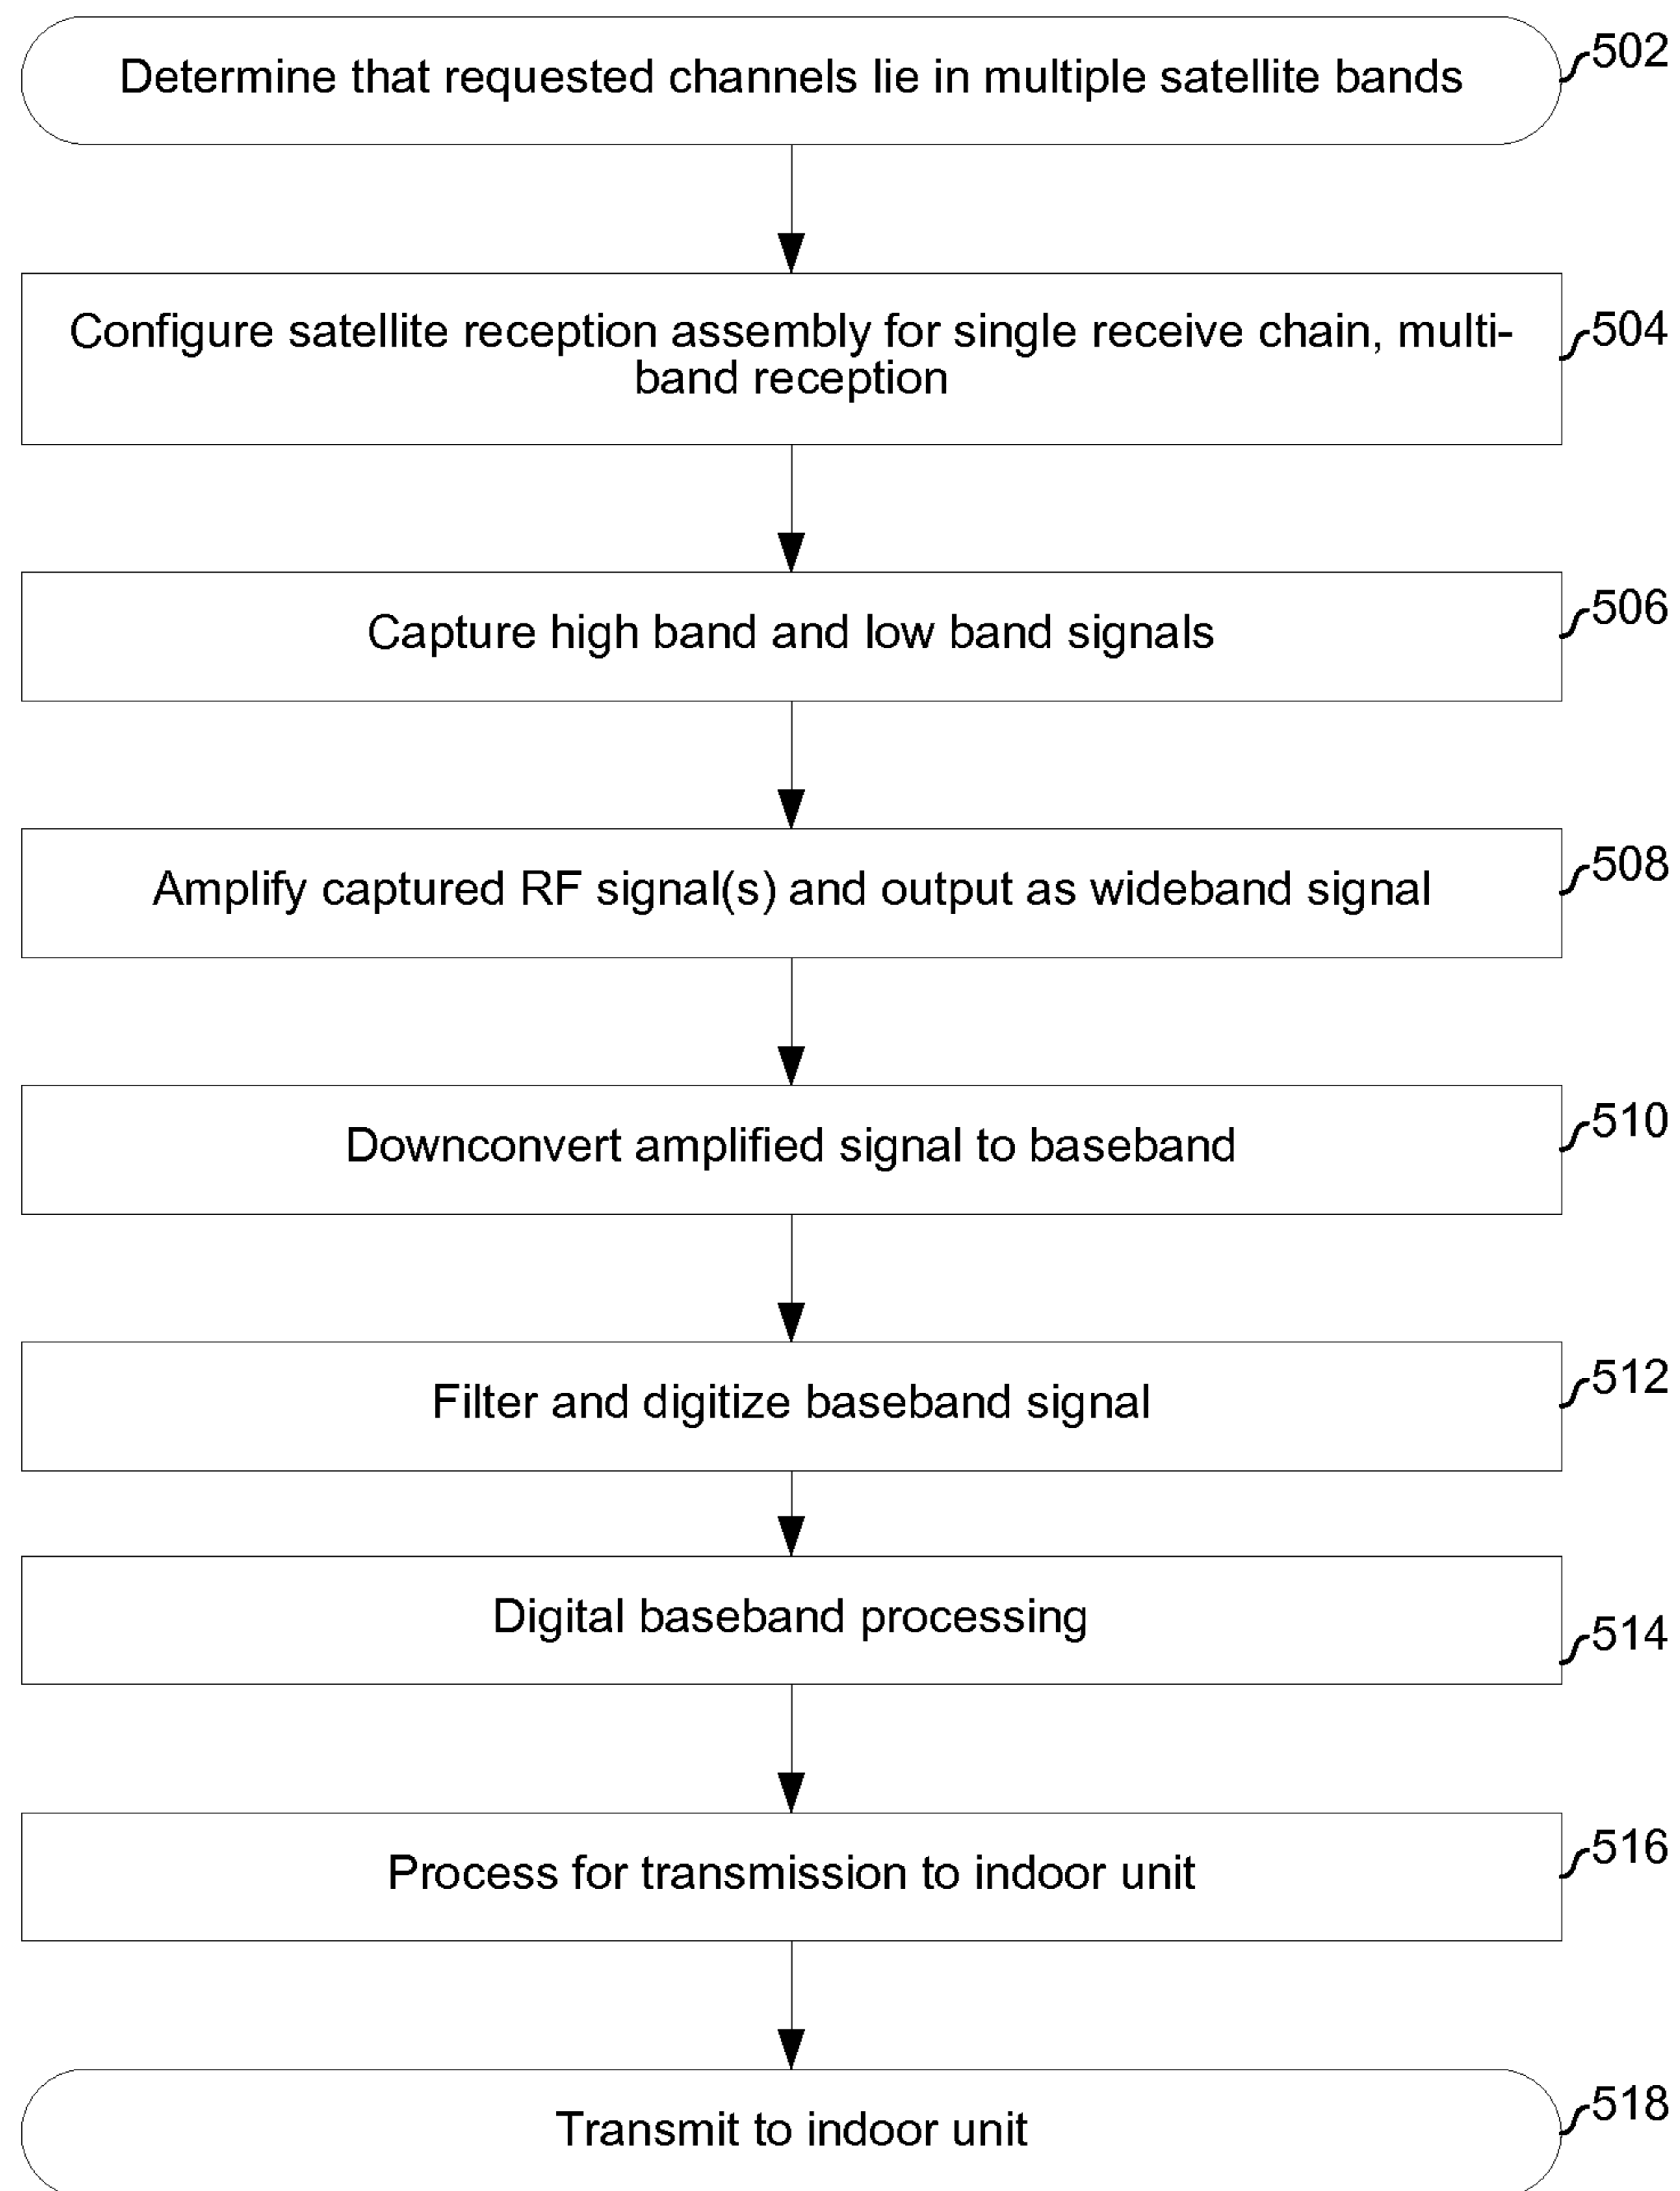 Determine that requested channels lie in multiple satellite bands
502
Configure satellite reception assembly for single receive chain, multi-
band reception
504
Capture high band and low band signals
506
Amplify captured RF signal(s) and output as wideband signal
508
Downconvert amplified signal to baseband
510
Filter and digitize baseband signal
512
Digital baseband processing
514
Process for transmission to indoor unit
516
Transmit to indoor unit
518